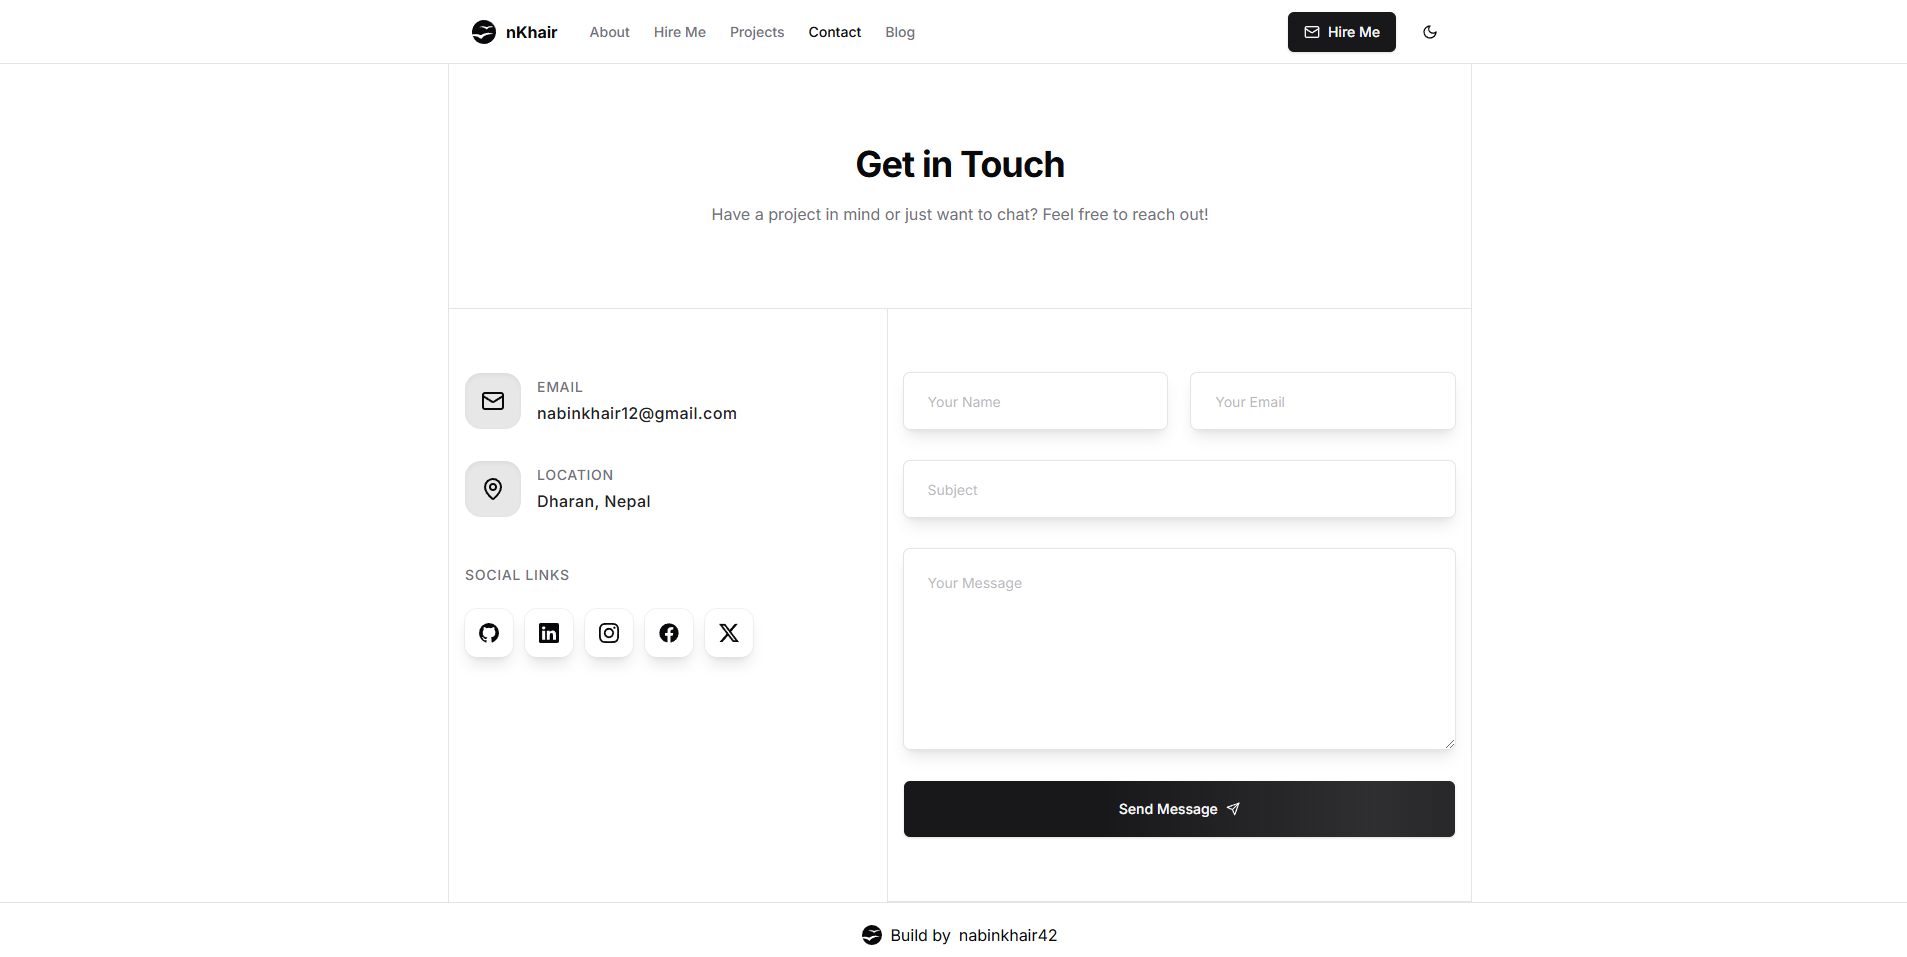 nKhair About Hire Me Projects Contact Blog Hire Me
Get in Touch
Have a project in mind or just want to chat? Feel free to reach out!
EMAIL
nabinkhair12@gmail.com
LOCATION
Dharan, Nepal
SOCIAL LINKS
Your Name
Your Email
Subject
Your Message
Send Message
Build by nabinkhair42